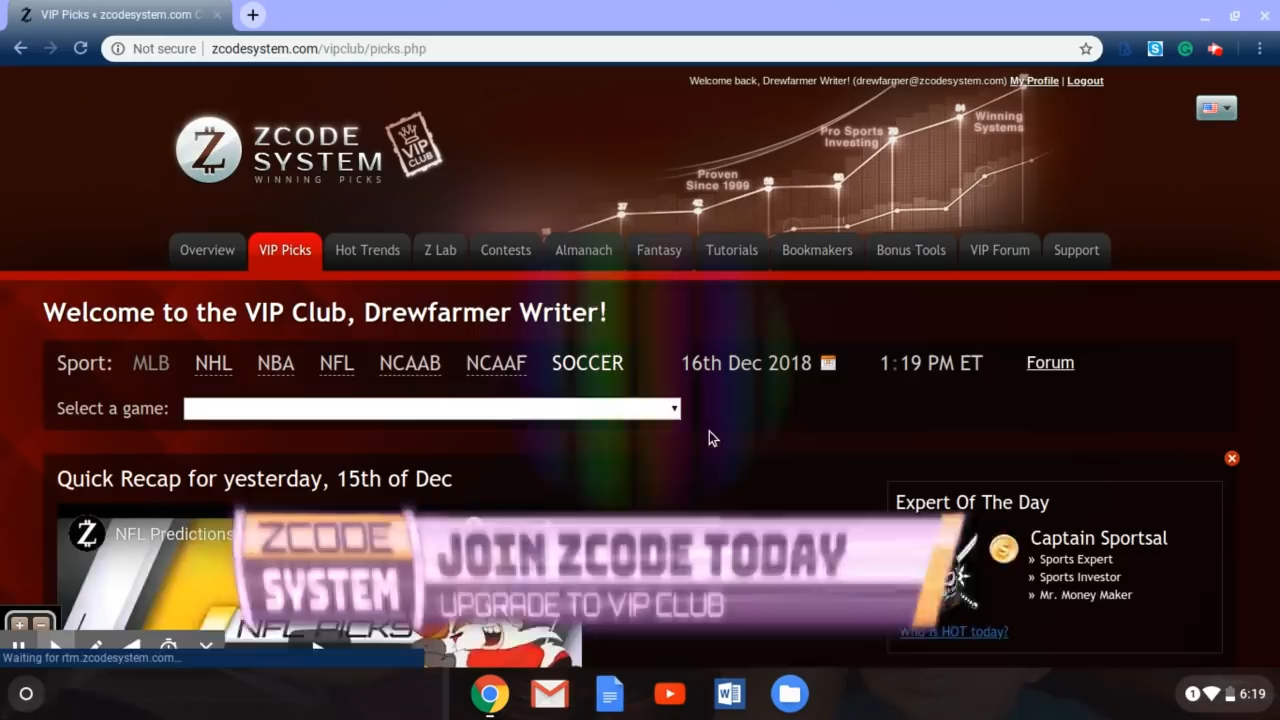 VIP Picks « zcodesystem.com C
Not secure | zcodesystem.com/vipclub/picks.php
Welcome back, Drewfarmer Writer! (drewfarmer@zcodesystem.com) My Profile | Logout
Z ZCODE SYSTEM
WINNING PICKS
VIP CLUB
Proven Since 1999
Pro Sports Investing
Winning Systems
37 42
Overview VIP Picks Hot Trends Z Lab Contests Almanach Fantasy Tutorials Bookmakers Bonus Tools VIP Forum Support
Welcome to the VIP Club, Drewfarmer Writer!
Sport: MLB NHL NBA NFL NCAAB NCAAF SOCCER 16th Dec 2018 1:19 PM ET Forum
Select a game:
Quick Recap for yesterday, 15th of Dec
NFL Predictions
Expert Of The Day
Captain Sportsal
» Sports Expert
» Sports Investor
» Mr. Money Maker
Who is HOT today?
ZCODE SYSTEM
JOIN ZCODE TODAY
UPGRADE TO VIP CLUB
NFL PICKS
Waiting for rtm.zcodesystem.com...
1 6:19